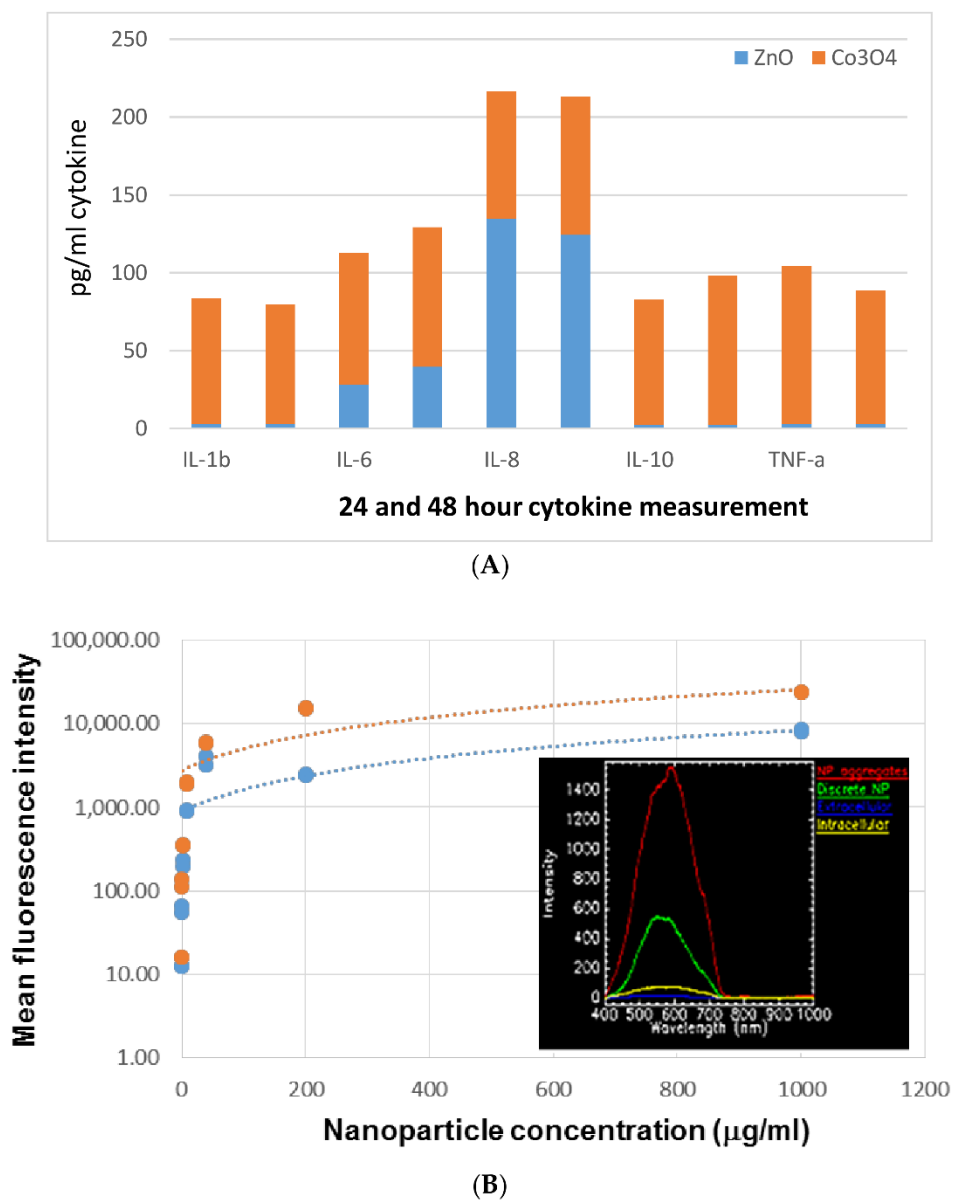 250
200
150
100
50
0
pg/ml cytokine
ZnO Co3O4
IL-1b IL-6 IL-8 IL-10 TNF-a
24 and 48 hour cytokine measurement
(A)
100,000.00
10,000.00
1,000.00
100.00
10.00
1.00
Mean fluorescence intensity
0 200 400 600 800 1000 1200
Nanoparticle concentration (μg/ml)
1400
1200
1000
800
600
400
200
0
Intensity
NP aggregates
Discrete NP
Extracellular
Intracellular
400 500 600 700 800 900 1000
Wavelength (nm)
(B)